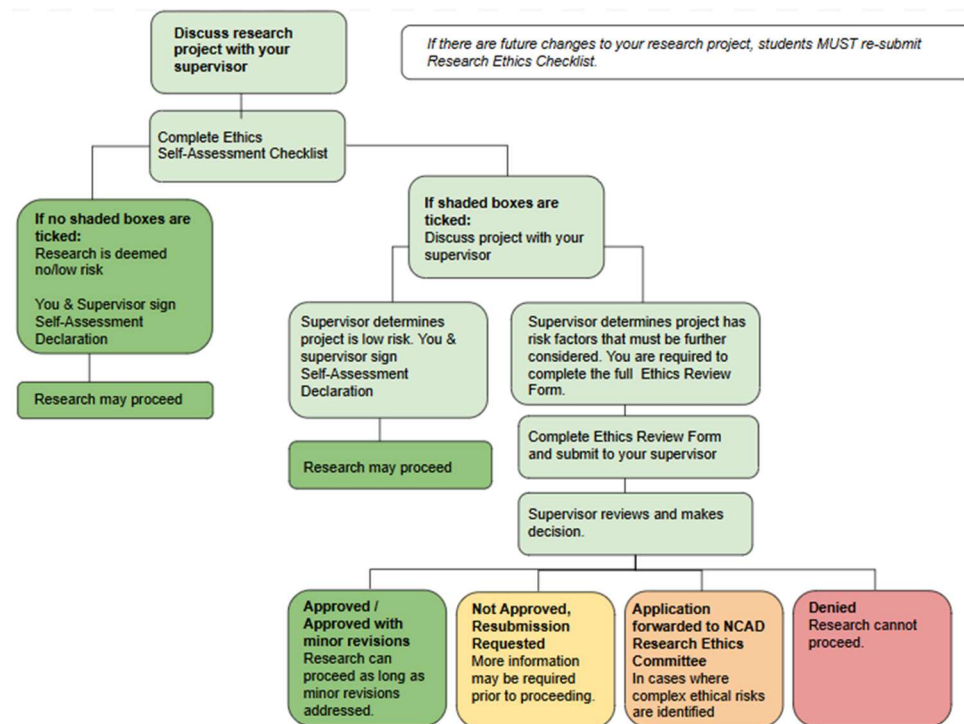 Discuss research
project with your
supervisor
If there are future changes to your research project, students MUST re-submit
Research Ethics Checklist.
Complete Ethics
Self-Assessment Checklist
If no shaded boxes are
ticked:
Research is deemed
no/low risk
You & Supervisor sign
Self-Assessment
Declaration
Research may proceed
If shaded boxes are
ticked:
Discuss project with your
supervisor
Supervisor determines
project is low risk. You &
supervisor sign
Self-Assessment
Declaration
Research may proceed
Supervisor determines project has
risk factors that must be further
considered. You are required to
complete the full Ethics Review
Form.
Complete Ethics Review Form
and submit to your supervisor
Supervisor reviews and makes
decision.
Approved /
Approved with
minor revisions
Research can
proceed as long as
minor revisions
addressed.
Not Approved,
Resubmission
Requested
More information
may be required
prior to proceeding.
Application
forwarded to NCAD
Research Ethics
Committee
In cases where
complex ethical risks
are identified
Denied
Research cannot
proceed.